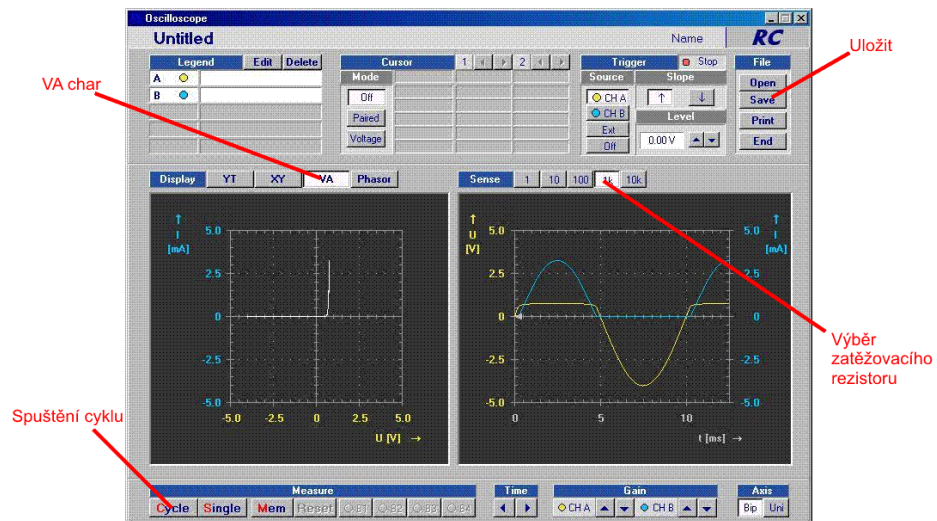 Oscilloscope
Untitled
Name
RC
Uložit
Legend Edit Delete
A
B
Cursor 1 2
Mode
Off
Paired
Voltage
Trigger Stop
Source Slope
CH A ↑ ↓
CH B
Level
Ext
Off
0.00 V
File
Open
Save
Print
End
VA char
Display YT XY VA Phasor
Sense 1 10 100 1k 10k
↑
I
[mA]
5.0
2.5
0
-2.5
-5.0
-5.0 -2.5 0 2.5 5.0
U [V] →
↑
U
[V]
5.0
2.5
0
-2.5
-5.0
0 5 10
t [ms] →
↑
I
[mA]
5.0
2.5
0
-2.5
-5.0
Výběr
zatěžovacího
rezistoru
Spuštění cyklu
Measure
Cycle Single Mem Reset O B1 O B2 O B3 O B4
Time
Gain
CH A CH B
Axis
Bip Uni